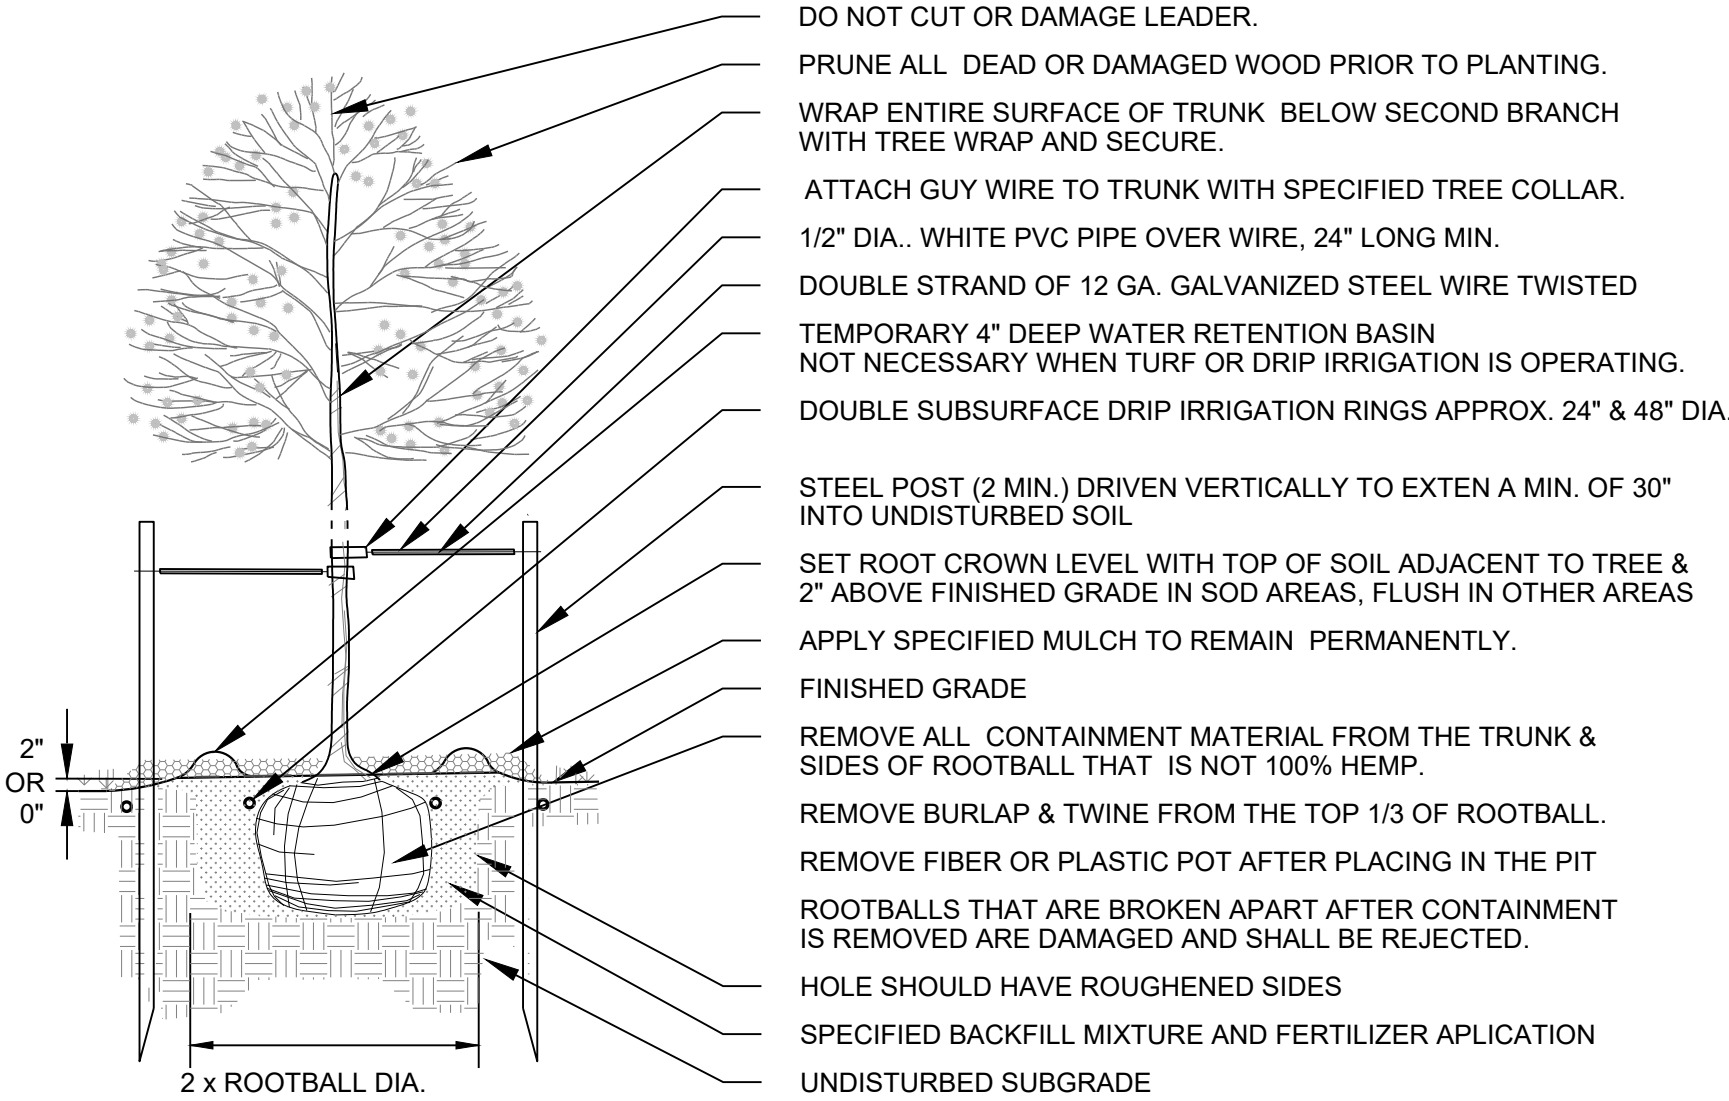 DO NOT CUT OR DAMAGE LEADER.
PRUNE ALL DEAD OR DAMAGED WOOD PRIOR TO PLANTING.
WRAP ENTIRE SURFACE OF TRUNK BELOW SECOND BRANCH
WITH TREE WRAP AND SECURE.
ATTACH GUY WIRE TO TRUNK WITH SPECIFIED TREE COLLAR.
1/2" DIA.. WHITE PVC PIPE OVER WIRE, 24" LONG MIN.
DOUBLE STRAND OF 12 GA. GALVANIZED STEEL WIRE TWISTED
TEMPORARY 4" DEEP WATER RETENTION BASIN
NOT NECESSARY WHEN TURF OR DRIP IRRIGATION IS OPERATING.
DOUBLE SUBSURFACE DRIP IRRIGATION RINGS APPROX. 24" & 48" DIA.
STEEL POST (2 MIN.) DRIVEN VERTICALLY TO EXTEN A MIN. OF 30"
INTO UNDISTURBED SOIL
SET ROOT CROWN LEVEL WITH TOP OF SOIL ADJACENT TO TREE &
2" ABOVE FINISHED GRADE IN SOD AREAS, FLUSH IN OTHER AREAS
APPLY SPECIFIED MULCH TO REMAIN PERMANENTLY.
FINISHED GRADE
REMOVE ALL CONTAINMENT MATERIAL FROM THE TRUNK &
SIDES OF ROOTBALL THAT IS NOT 100% HEMP.
REMOVE BURLAP & TWINE FROM THE TOP 1/3 OF ROOTBALL.
REMOVE FIBER OR PLASTIC POT AFTER PLACING IN THE PIT
ROOTBALLS THAT ARE BROKEN APART AFTER CONTAINMENT
IS REMOVED ARE DAMAGED AND SHALL BE REJECTED.
HOLE SHOULD HAVE ROUGHENED SIDES
SPECIFIED BACKFILL MIXTURE AND FERTILIZER APLICATION
UNDISTURBED SUBGRADE
2"
OR
0"
2 x ROOTBALL DIA.